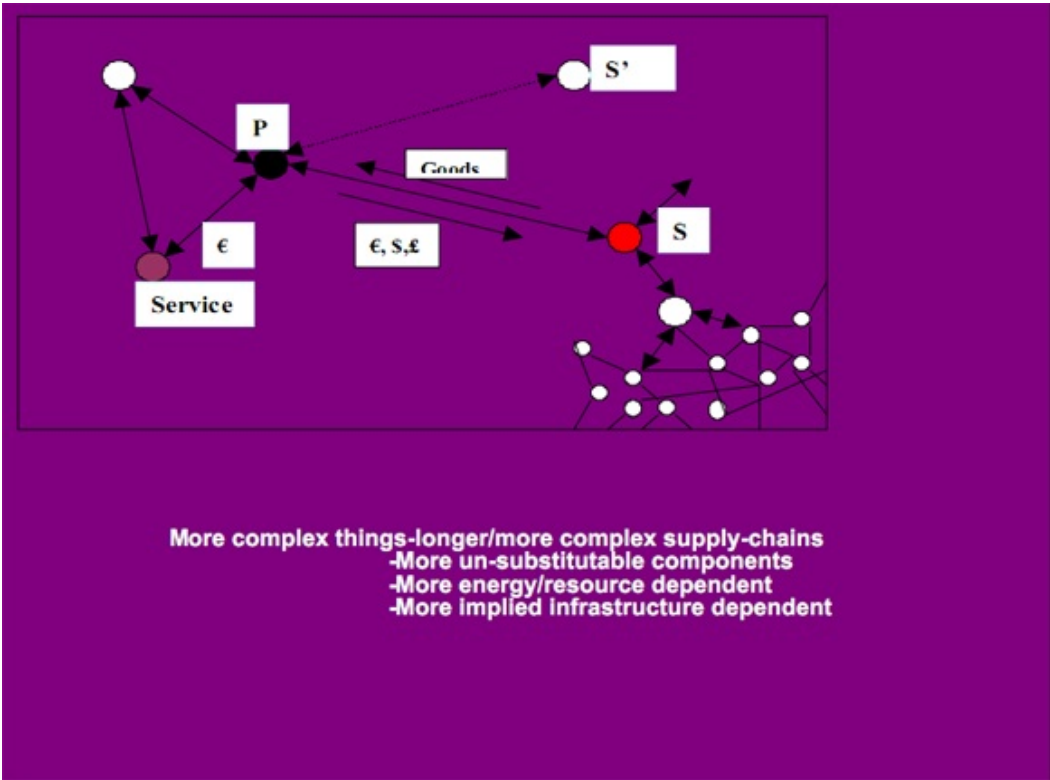 S’
P
Goods
S
€
€, $,£
Service
More complex things-longer/more complex supply-chains
-More un-substitutable components
-More energy/resource dependent
-More implied infrastructure dependent